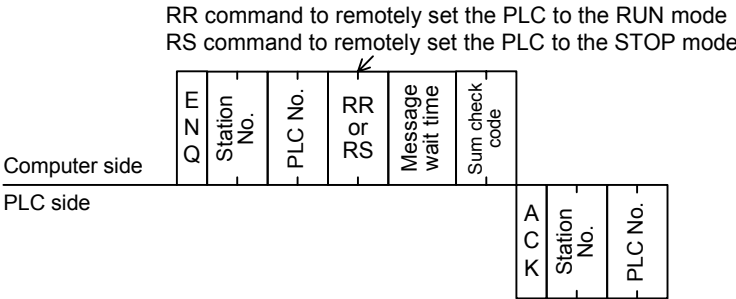 RR command to remotely set the PLC to the RUN mode
RS command to remotely set the PLC to the STOP mode
E
N
Q
Station
No.
PLC No.
RR
or
RS
Message
wait time
Sum check
code
Computer side
PLC side
A
C
K
Station
No.
PLC No.